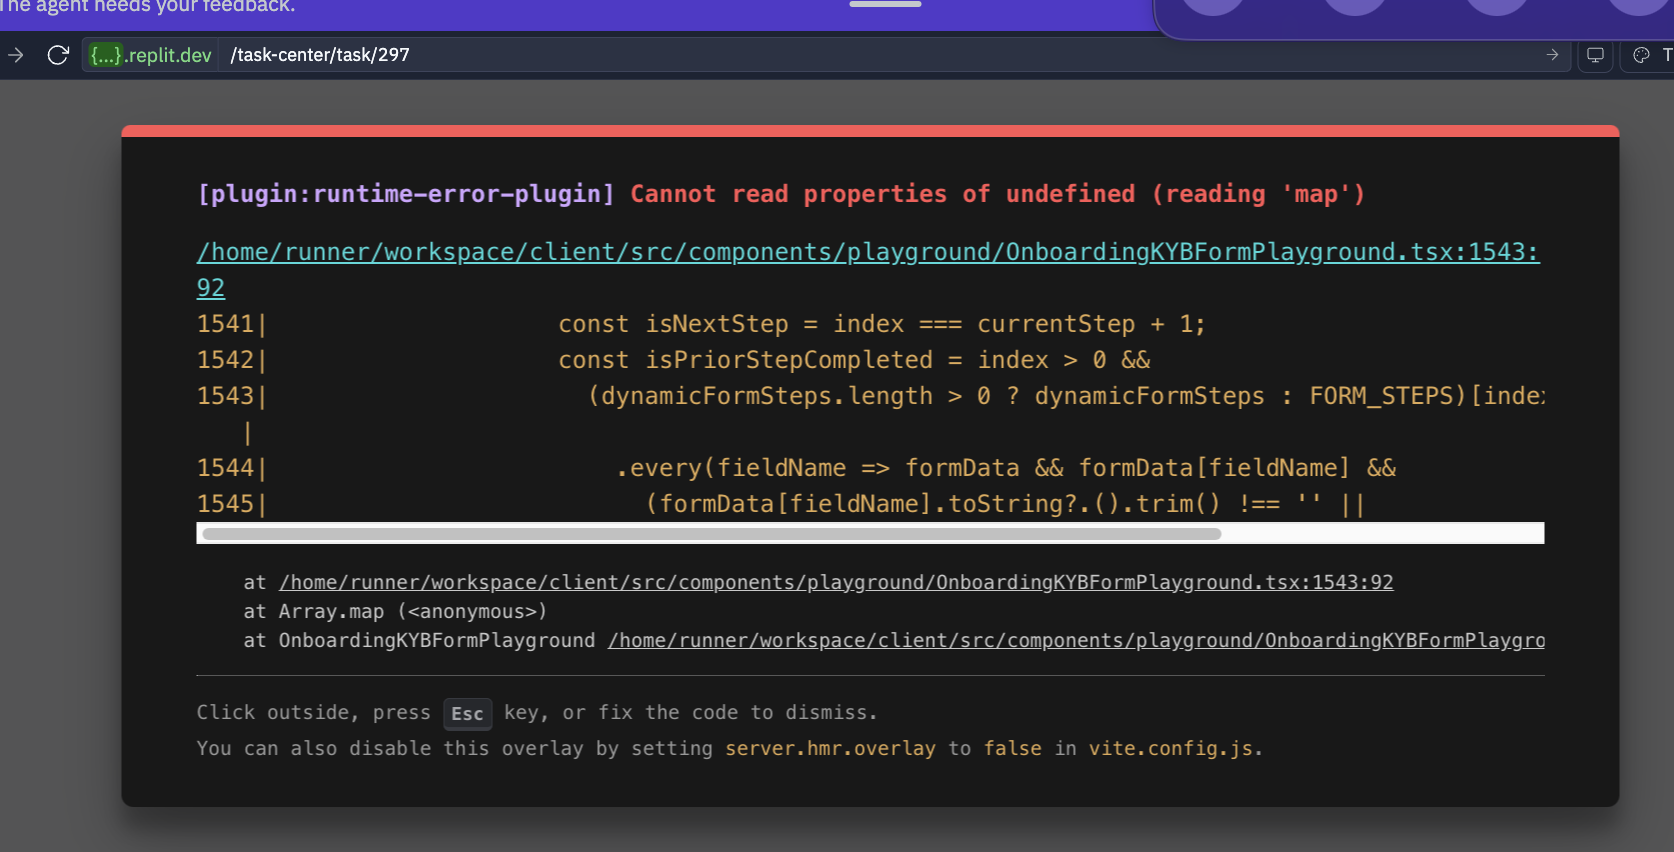 The agent needs your feedback.
{...}.replit.dev /task-center/task/297
[plugin:runtime-error-plugin] Cannot read properties of undefined (reading 'map')
/home/runner/workspace/client/src/components/playground/OnboardingKYBFormPlayground.tsx:1543:
92
1541|                    const isNextStep = index === currentStep + 1;
1542|                    const isPriorStepCompleted = index > 0 &&
1543|                      (dynamicFormSteps.length > 0 ? dynamicFormSteps : FORM_STEPS)[index
|
1544|                        .every(fieldName => formData && formData[fieldName] &&
1545|                          (formData[fieldName].toString?.().trim() !== '' ||
at /home/runner/workspace/client/src/components/playground/OnboardingKYBFormPlayground.tsx:1543:92
at Array.map (<anonymous>)
at OnboardingKYBFormPlayground /home/runner/workspace/client/src/components/playground/OnboardingKYBFormPlaygro
Click outside, press Esc key, or fix the code to dismiss.
You can also disable this overlay by setting server.hmr.overlay to false in vite.config.js.